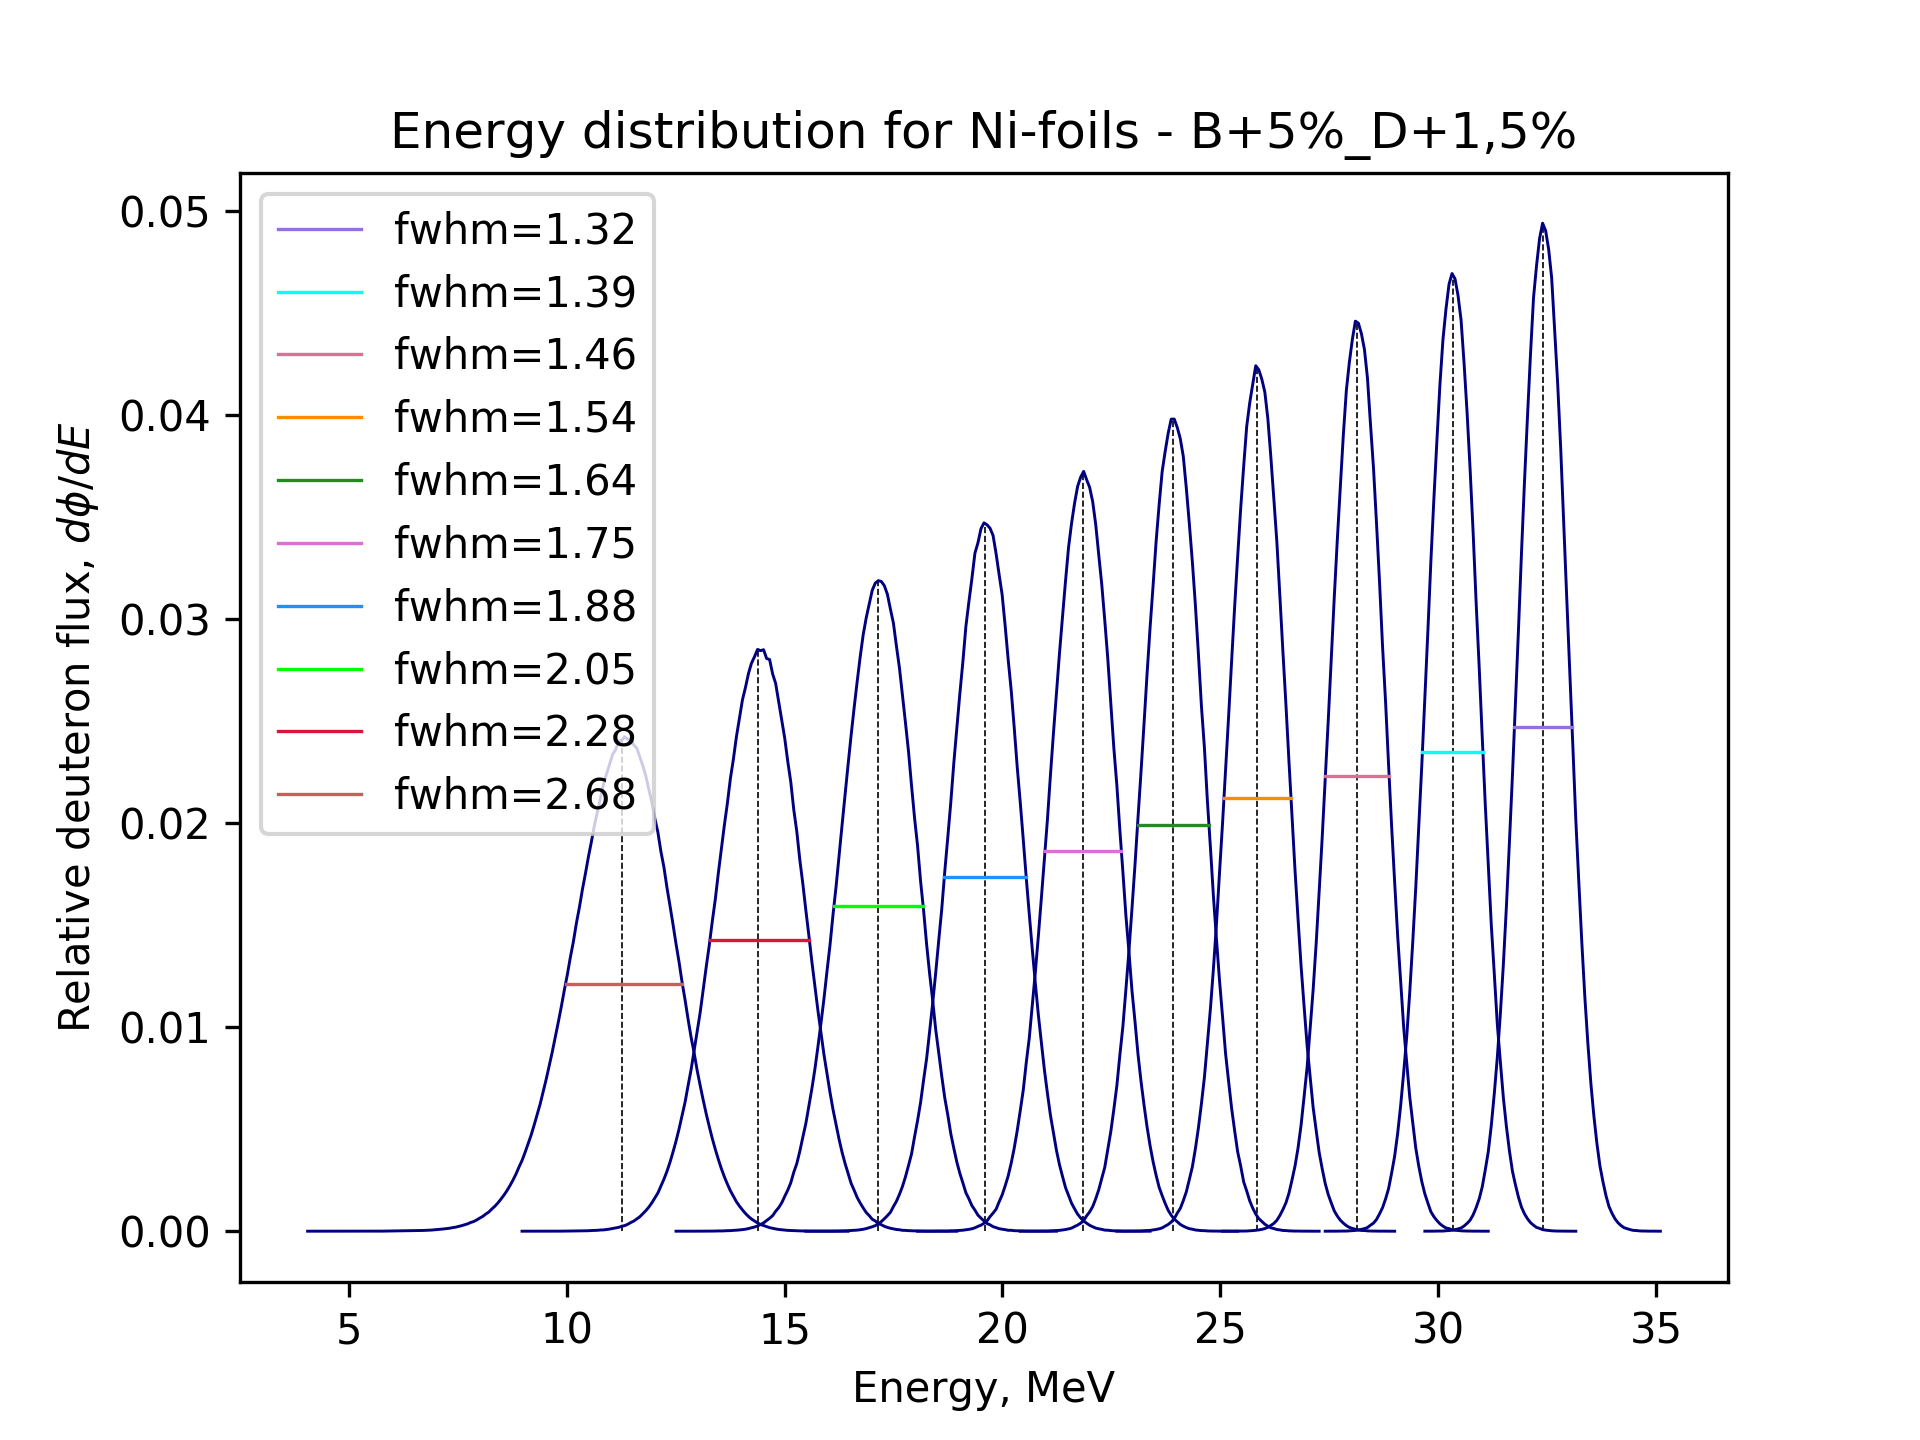 Energy distribution for Ni-foils - B+5%_D+1,5%
fwhm=1.32
fwhm=1.39
fwhm=1.46
fwhm=1.54
fwhm=1.64
fwhm=1.75
fwhm=1.88
fwhm=2.05
fwhm=2.28
fwhm=2.68
0.05
0.04
0.03
0.02
0.01
0.00
Relative deuteron flux, dϕ/dE
5 10 15 20 25 30 35
Energy, MeV